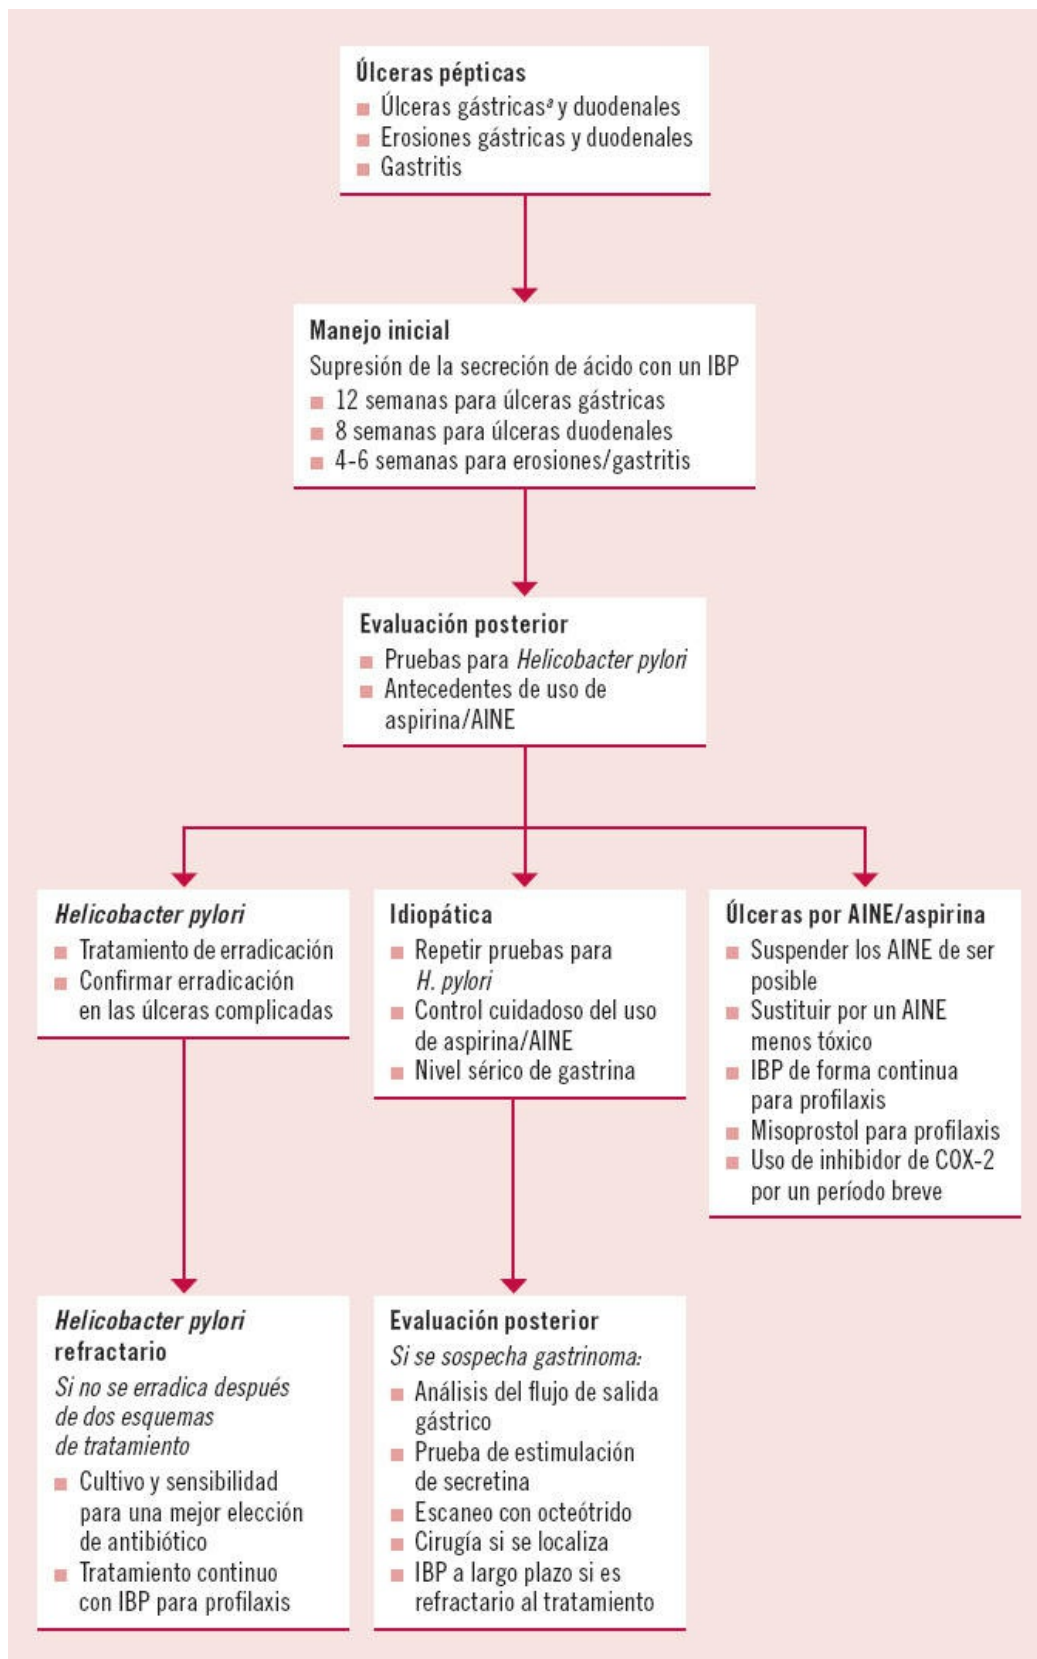 Úlceras pépticas
Úlceras gástricasª y duodenales
Erosiones gástricas y duodenales
Gastritis
Manejo inicial
Supresión de la secreción de ácido con un IBP
12 semanas para úlceras gástricas
8 semanas para úlceras duodenales
4-6 semanas para erosiones/gastritis
Evaluación posterior
Pruebas para Helicobacter pylori
Antecedentes de uso de
aspirina/AINE
Helicobacter pylori
Tratamiento de erradicación
Confirmar erradicación
en las úlceras complicadas
Idiopática
Repetir pruebas para
H. pylori
Control cuidadoso del uso
de aspirina/AINE
Nivel sérico de gastrina
Úlceras por AINE/aspirina
Suspender los AINE de ser
posible
Sustituir por un AINE
menos tóxico
IBP de forma continua
para profilaxis
Misoprostol para profilaxis
Uso de inhibidor de COX-2
por un período breve
Helicobacter pylori
refractario
Si no se erradica después
de dos esquemas
de tratamiento
Cultivo y sensibilidad
para una mejor elección
de antibiótico
Tratamiento continuo
con IBP para profilaxis
Evaluación posterior
Si se sospecha gastrinoma:
Análisis del flujo de salida
gástrico
Prueba de estimulación
de secretina
Escaneo con octeótrido
Cirugía si se localiza
IBP a largo plazo si es
refractario al tratamiento